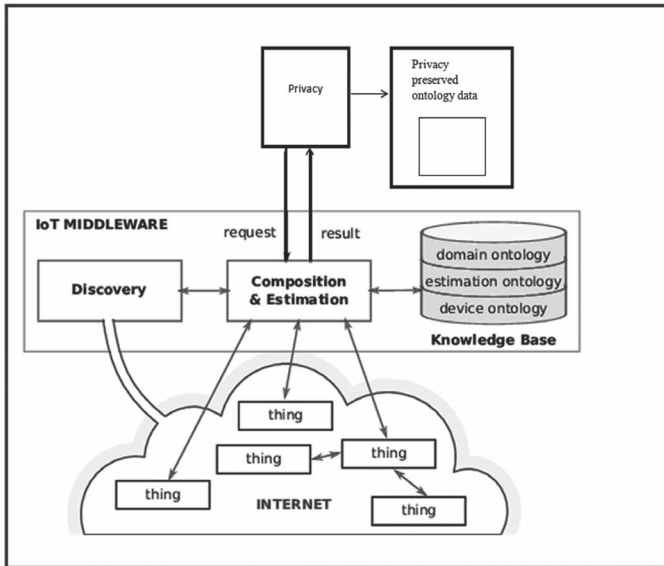 Privacy
Privacy
preserved
ontology data
IoT MIDDLEWARE
request
result
Discovery
Composition
& Estimation
domain ontology
estimation ontology
device ontology
Knowledge Base
thing
thing
thing
thing
thing
INTERNET